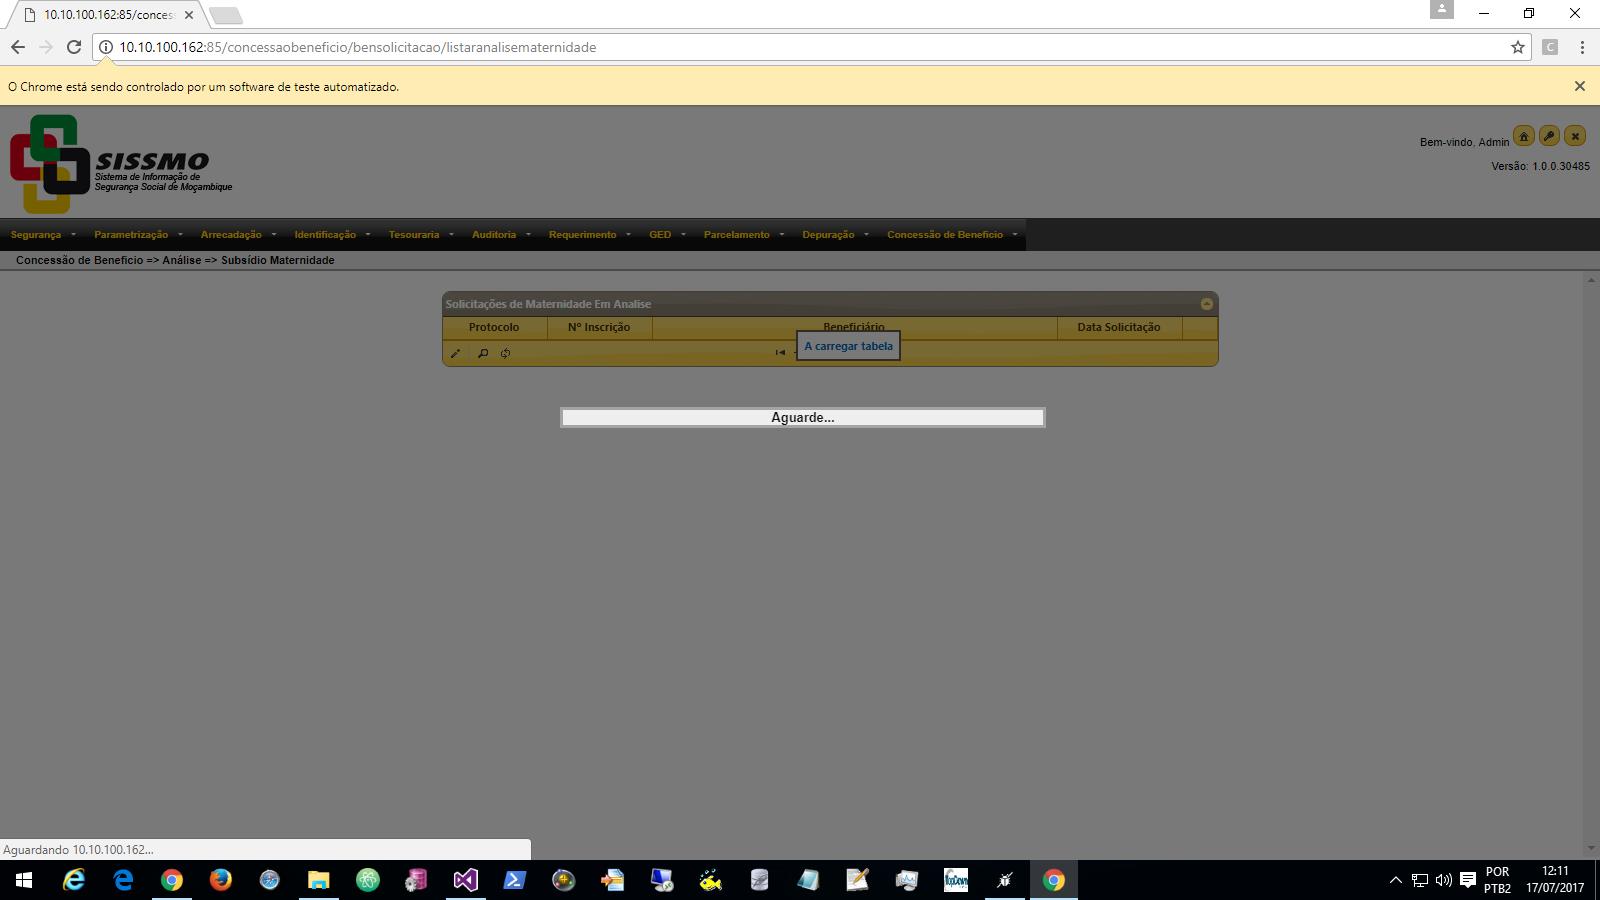 10.10.100.162:85/conces
10.10.100.162:85/concessaobeneficio/bensolicitacao/listaranalisematernidade
C
O Chrome está sendo controlado por um software de teste automatizado.
SISSMO
Sistema de Informação de
Segurança Social de Moçambique
Bem-vindo, Admin
Versão: 1.0.0.30485
Segurança Parametrização Arrecadação Identificação Tesouraria Auditoria Requerimento GED Parcelamento Depuração Concessão de Beneficio
Concessão de Beneficio => Análise => Subsídio Maternidade
Solicitações de Maternidade Em Analise
Protocolo Nº Inscrição Beneficiário Data Solicitação
A carregar tabela
Aguarde...
Aguardando 10.10.100.162...
POR 12:11
PTB2 17/07/2017